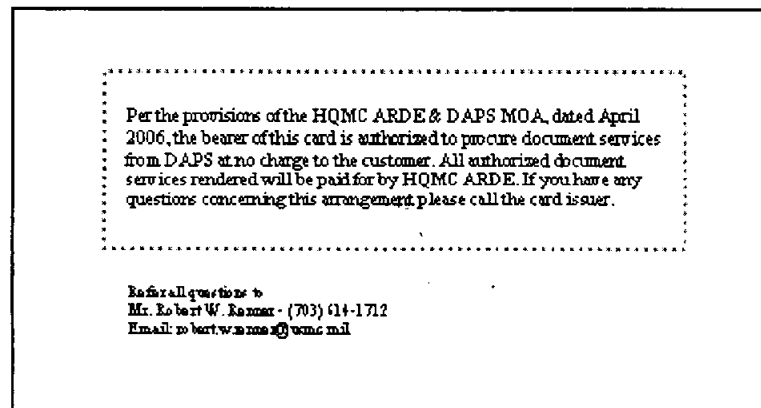 Per the provisions of the HQMC ARDE & DAPS MOA, dated April
2006, the bearer of this card is authorized to procure document services
from DAPS at no charge to the customer. All authorized document
services rendered will be paid for by HQMC ARDE. If you have any
questions concerning this arrangement please call the card issuer.
Refer all questions to
Mr. Robert W. - (703) 614-1712
Email: